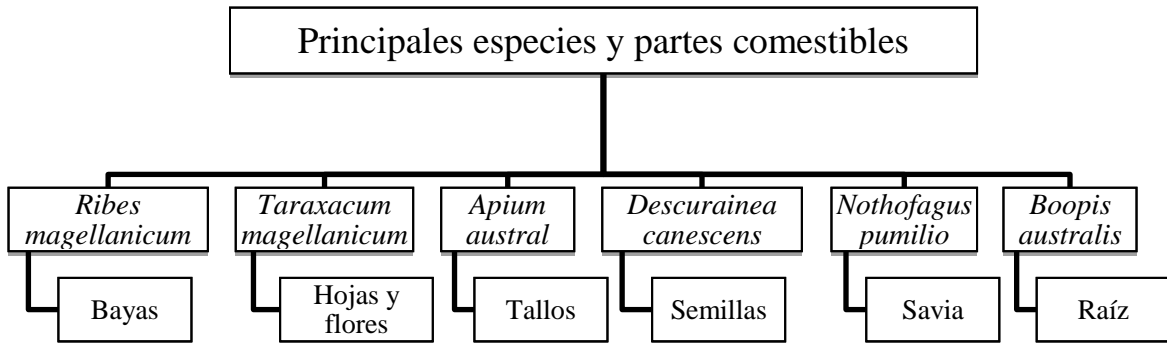 Principales especies y partes comestibles
Ribes
magellanicum
Bayas
Taraxacum
magellanicum
Hojas y
flores
Apium
austral
Tallos
Descurainea
canescens
Semillas
Nothofagus
pumilio
Savia
Boopis
australis
Raíz